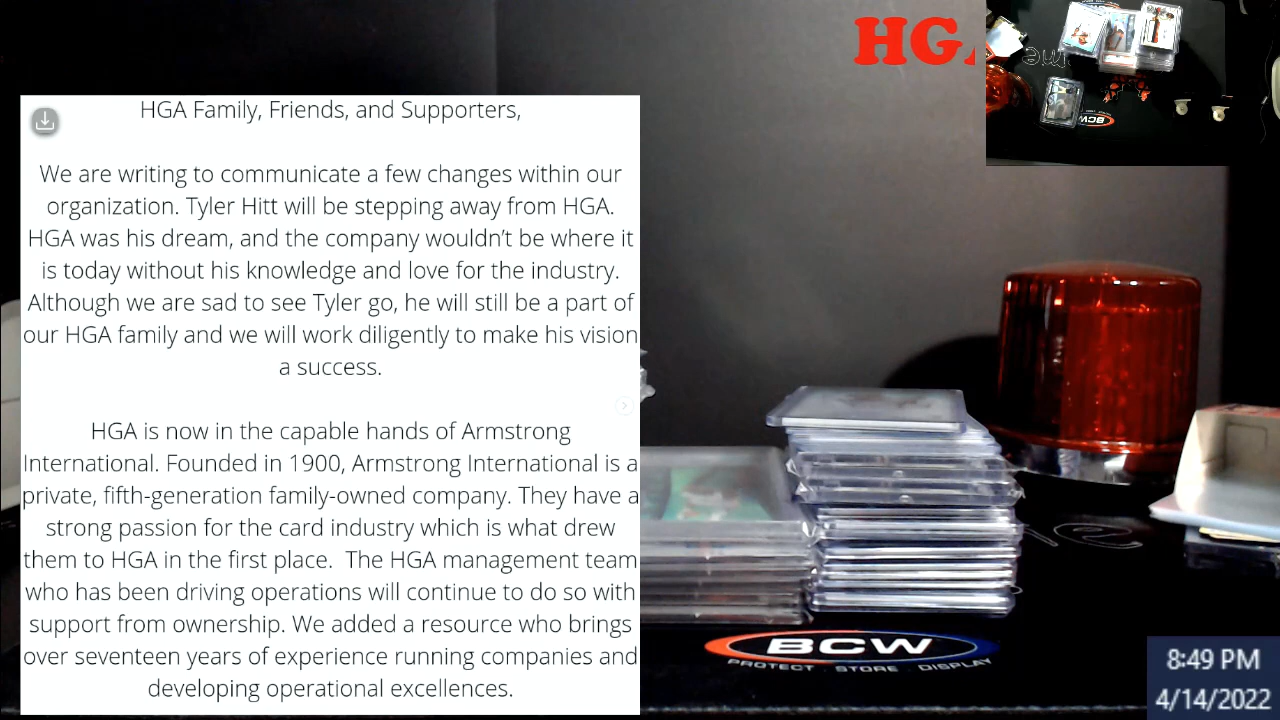 HGA Family, Friends, and Supporters,
We are writing to communicate a few changes within our
organization. Tyler Hitt will be stepping away from HGA.
HGA was his dream, and the company wouldn't be where it
is today without his knowledge and love for the industry.
Although we are sad to see Tyler go, he will still be a part of
our HGA family and we will work diligently to make his vision
a success.
HGA is now in the capable hands of Armstrong
International. Founded in 1900, Armstrong International is a
private, fifth-generation family-owned company. They have a
strong passion for the card industry which is what drew
them to HGA in the first place.  The HGA management team
who has been driving operations will continue to do so with
support from ownership. We added a resource who brings
over seventeen years of experience running companies and
developing operational excellences.
HGA
BCW
BCW
PROTECT . STORE . DISPLAY
8:49 PM
4/14/2022